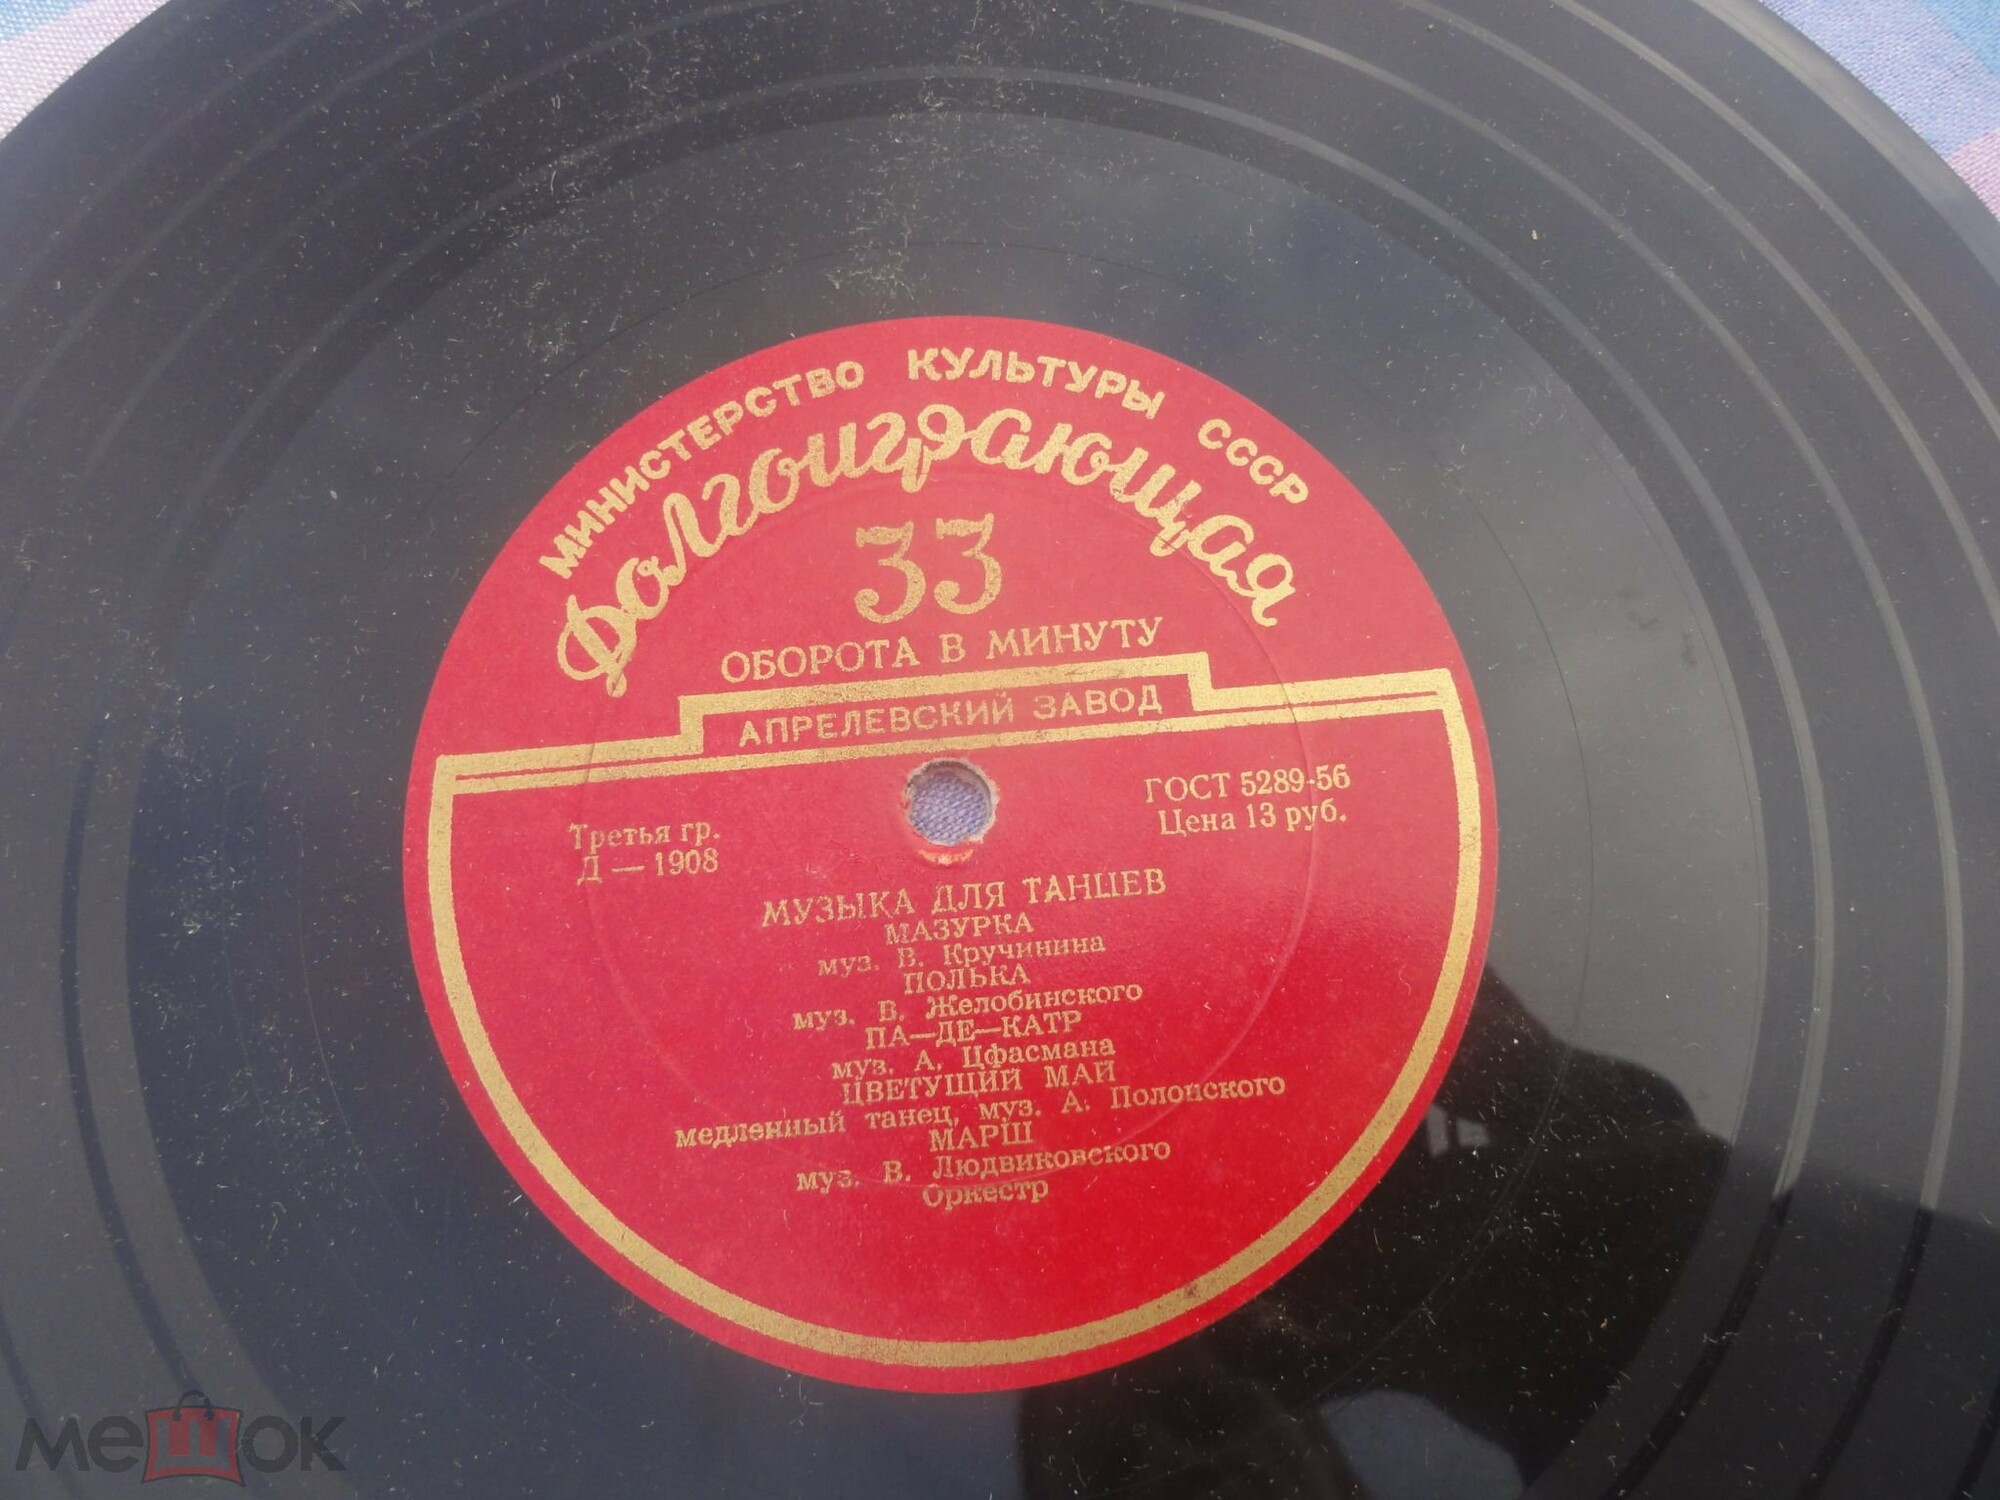 МИНИСТЕРСТВО КУЛЬТУРЫ СССР
Долгоиграющая
33
ОБОРОТА В МИНУТУ
АПРЕЛЕВСКИЙ ЗАВОД
Третья гр.
Д — 1908
ГОСТ 5289-56
Цена 13 руб.
МУЗЫКА ДЛЯ ТАНЦЕВ
МАЗУРКА
муз. В. Кручинина
ПОЛЬКА
муз. В. Желобинского
ПА—ДЕ—КАТР
муз. А. Цфасмана
ЦВЕТУЩИЙ МАЙ
медленный танец, муз. А. Полонского
МАРШ
муз. В. Людвиковского
Оркестр
мешок